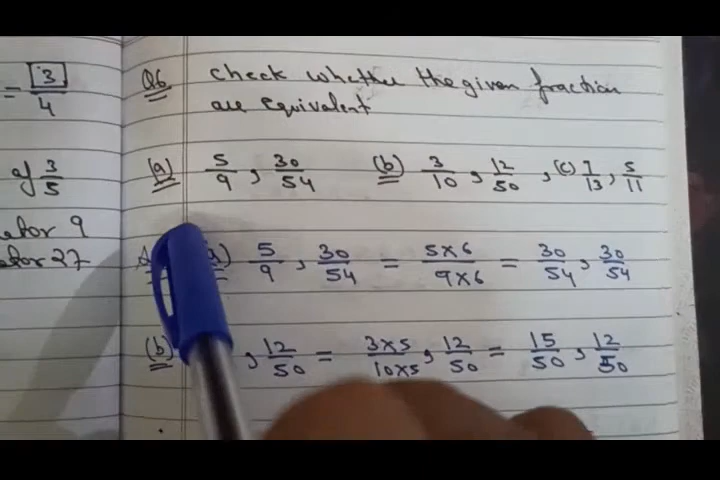 = 3/4
of 3/5
ator 9
ator 27
Q6 Check whether the given fraction
are equivalent
(a) 5/9 , 30/54 (b) 3/10 , 12/50 , (c) 7/13 , 5/11
(a) 5/9 , 30/54 = 5×6/9×6 = 30/54 , 30/54
(b) , 12/50 = 3×5/10×5 , 12/50 = 15/50 , 12/50